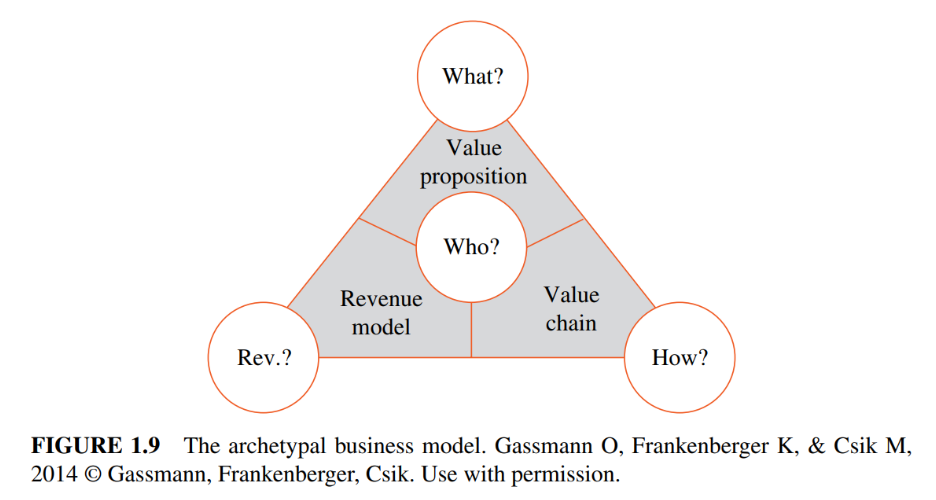 What?
Value
proposition
Who?
Revenue
model
Value
chain
Rev.?
How?
FIGURE 1.9 The archetypal business model. Gassmann O, Frankenberger K, & Csik M,
2014 © Gassmann, Frankenberger, Csik. Use with permission.